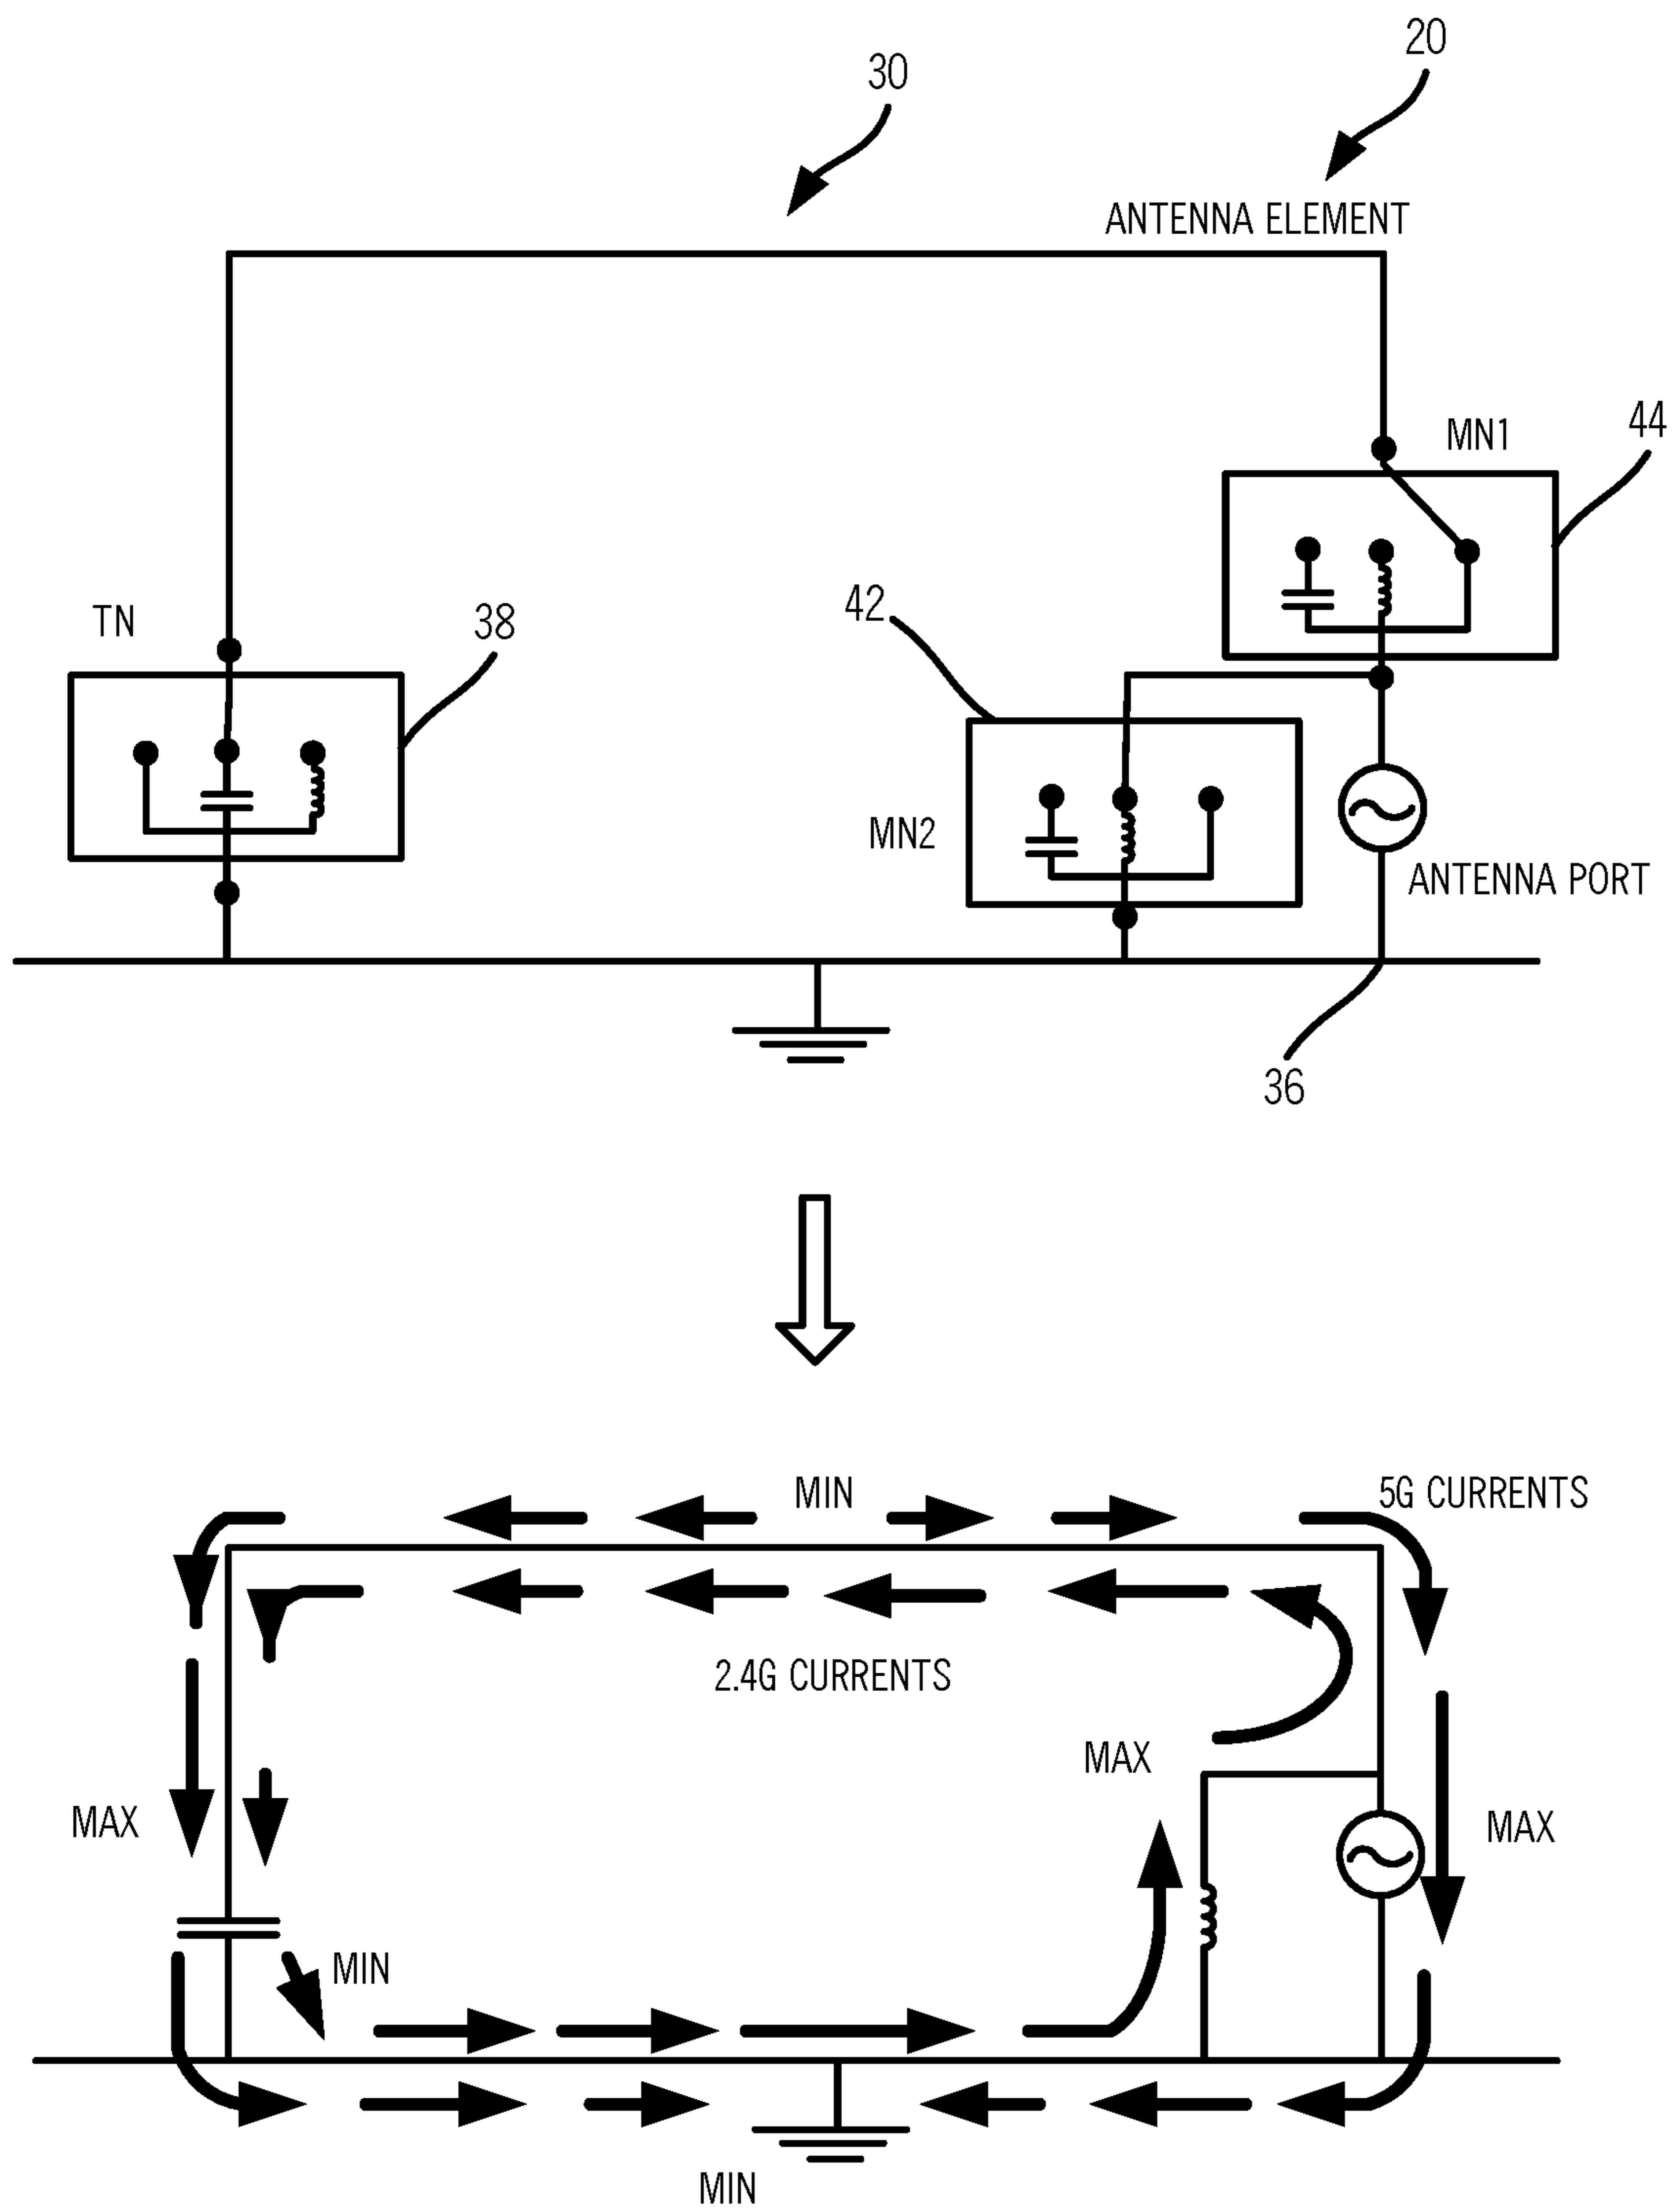 20
30
ANTENNA ELEMENT
MN1
44
42
TN
38
MN2
ANTENNA PORT
36
MIN
5G CURRENTS
2.4G CURRENTS
MAX
MAX
MAX
MIN
MIN